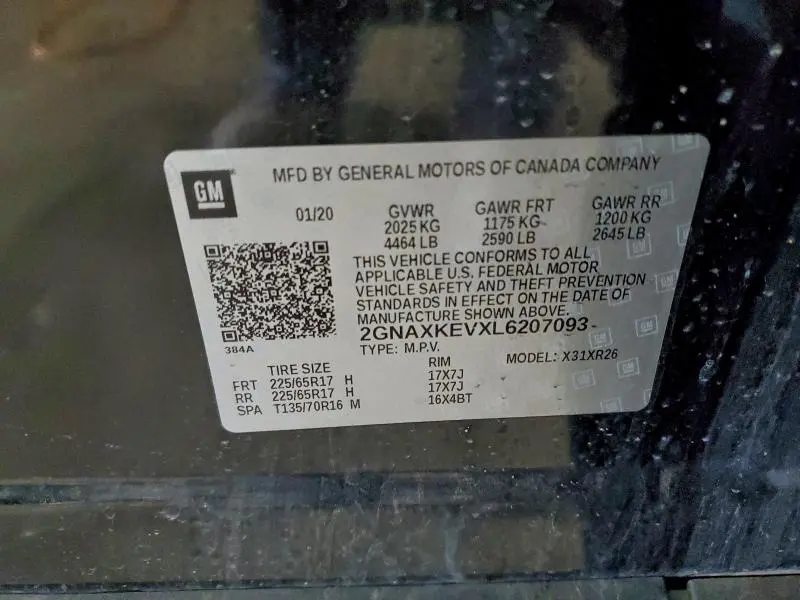 GM
MFD BY GENERAL MOTORS OF CANADA COMPANY
01/20 GVWR GAWR FRT GAWR RR
2025 KG 1175 KG 1200 KG
4464 LB 2590 LB 2645 LB
THIS VEHICLE CONFORMS TO ALL
APPLICABLE U.S. FEDERAL MOTOR
VEHICLE SAFETY AND THEFT PREVENTION
STANDARDS IN EFFECT ON THE DATE OF
MANUFACTURE SHOWN ABOVE.
2GNAXKEVXL6207093
384A
TYPE: M.P.V. MODEL: X31XR26
TIRE SIZE RIM
FRT 225/65R17 H 17X7J
RR 225/65R17 H 17X7J
SPA T135/70R16 M 16X4BT